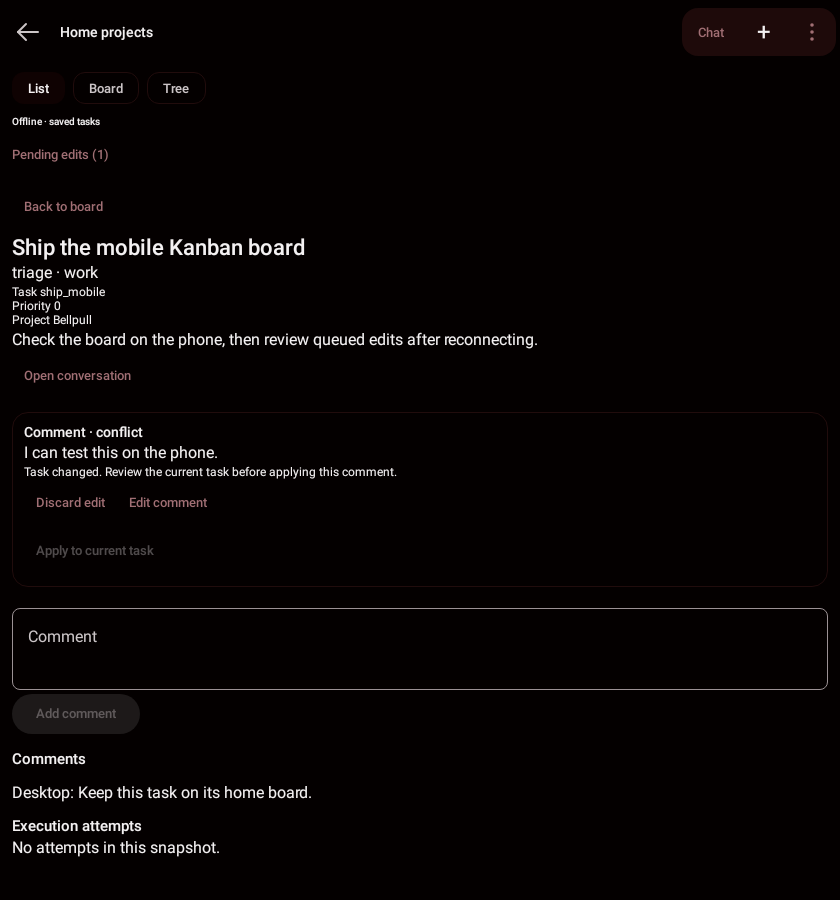 Home projects
Chat
+
List
Board
Tree
Offline · saved tasks
Pending edits (1)
Back to board
Ship the mobile Kanban board
triage · work
Task ship_mobile
Priority 0
Project Bellpull
Check the board on the phone, then review queued edits after reconnecting.
Open conversation
Comment · conflict
I can test this on the phone.
Task changed. Review the current task before applying this comment.
Discard edit
Edit comment
Apply to current task
Comment
Add comment
Comments
Desktop: Keep this task on its home board.
Execution attempts
No attempts in this snapshot.